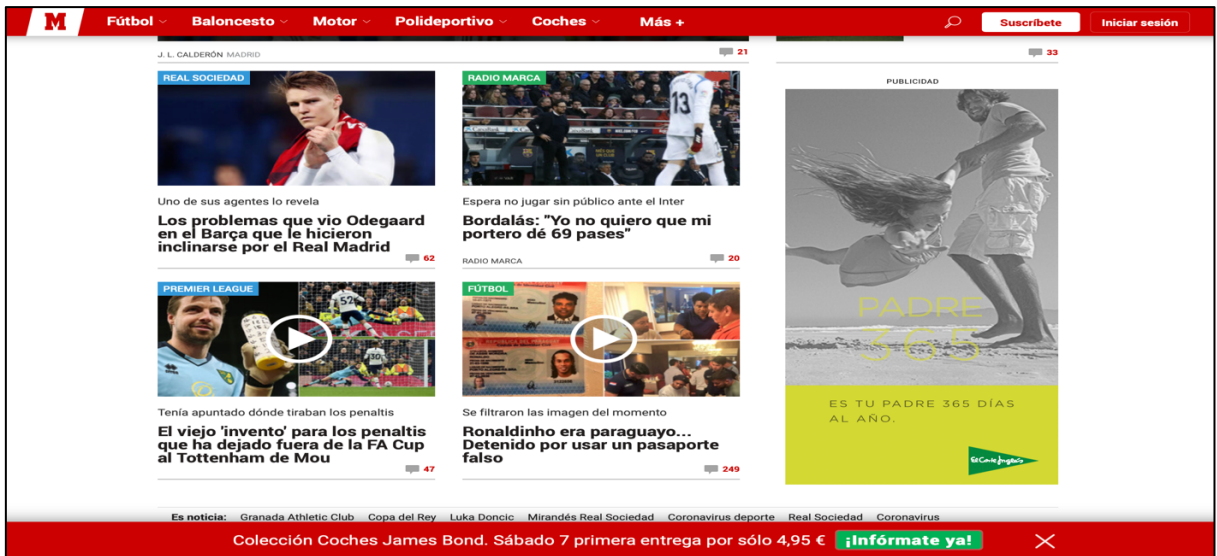 M Fútbol Baloncesto Motor Polideportivo Coches Más + Suscríbete Iniciar sesión
J. L. CALDERÓN MADRID 21
33
REAL SOCIEDAD
Uno de sus agentes lo revela
Los problemas que vio Odegaard
en el Barça que le hicieron
inclinarse por el Real Madrid
62
RADIO MARCA
13
Espera no jugar sin público ante el Inter
Bordalás: "Yo no quiero que mi
portero dé 69 pases"
RADIO MARCA 20
PREMIER LEAGUE
52
30
Tenía apuntado dónde tiraban los penaltis
El viejo 'invento' para los penaltis
que ha dejado fuera de la FA Cup
al Tottenham de Mou
47
FÚTBOL
Se filtraron las imagen del momento
Ronaldinho era paraguayo...
Detenido por usar un pasaporte
falso
249
PUBLICIDAD
PADRE
365
ES TU PADRE 365 DÍAS
AL AÑO.
El Corte Inglés
Es noticia: Granada Athletic Club Copa del Rey Luka Doncic Mirandés Real Sociedad Coronavirus deporte Real Sociedad Coronavirus
Colección Coches James Bond. Sábado 7 primera entrega por sólo 4,95 € ¡Infórmate ya!